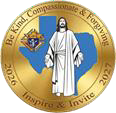 Be Kind, Compassionate & Forgiving
2026
2027
Inspire & Invite